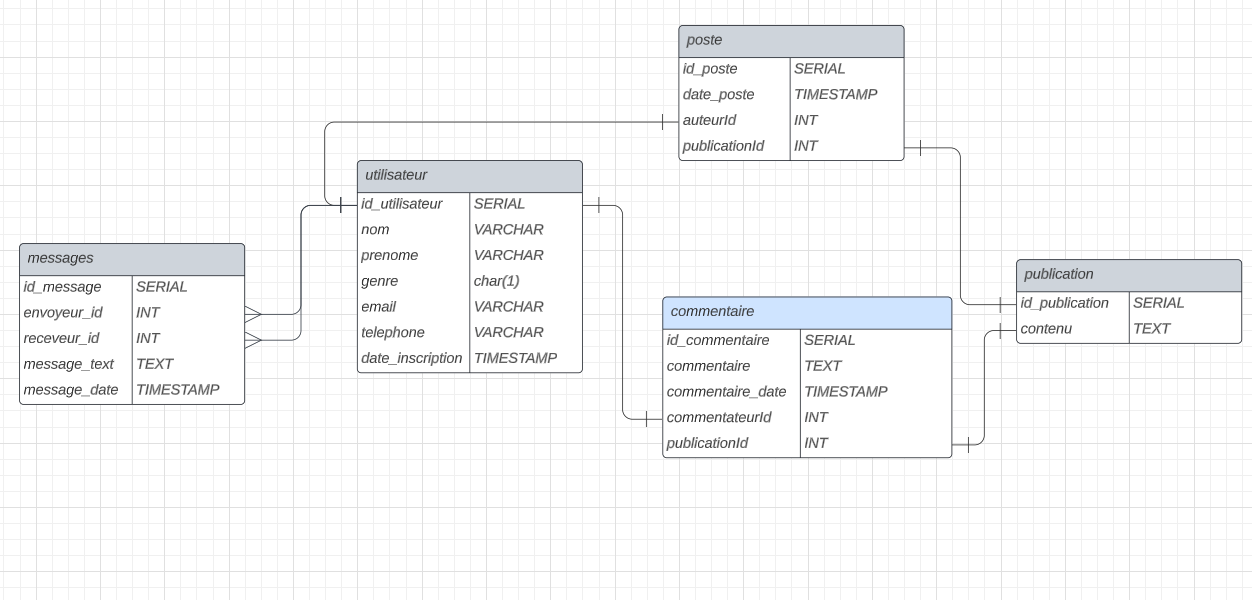 poste
id_poste SERIAL
date_poste TIMESTAMP
auteurId INT
publicationId INT
utilisateur
id_utilisateur SERIAL
nom VARCHAR
prenome VARCHAR
genre char(1)
email VARCHAR
telephone VARCHAR
date_inscription TIMESTAMP
messages
id_message SERIAL
envoyeur_id INT
receveur_id INT
message_text TEXT
message_date TIMESTAMP
commentaire
id_commentaire SERIAL
commentaire TEXT
commentaire_date TIMESTAMP
commentateurId INT
publicationId INT
publication
id_publication SERIAL
contenu TEXT